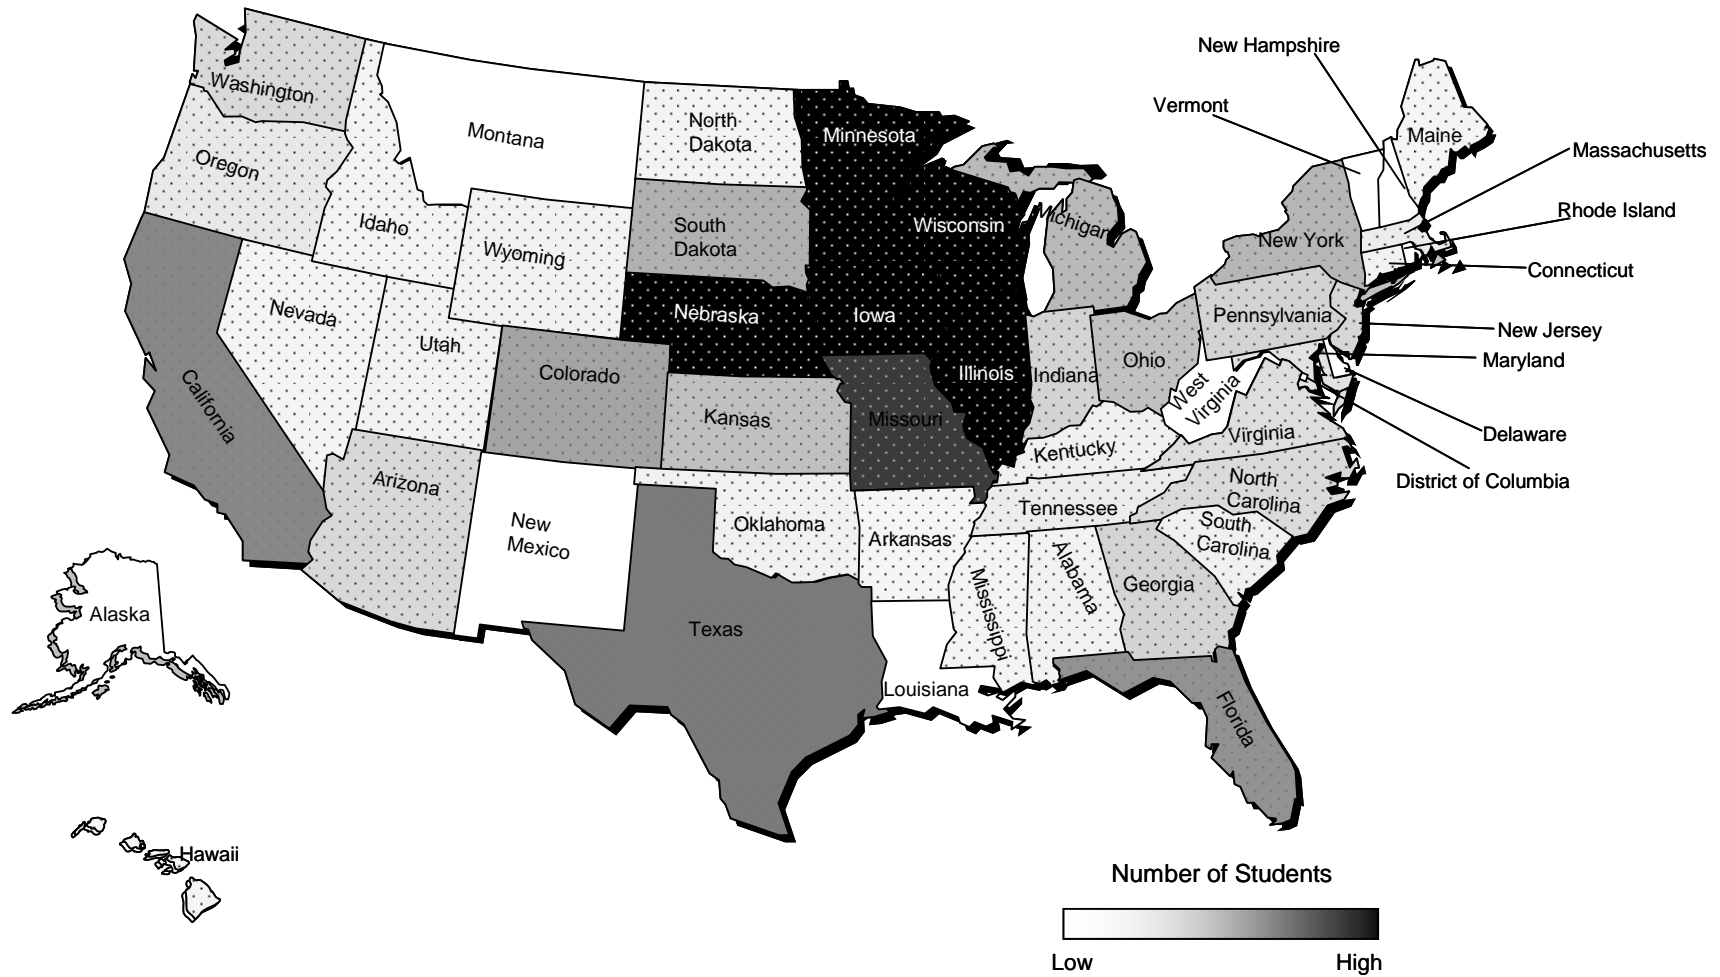 New Hampshire
Vermont
Washington
Montana
North
Dakota
Minnesota
Maine
Massachusetts
Oregon
Idaho
Wyoming
South
Dakota
Wisconsin
Michigan
New York
Rhode Island
Connecticut
Nevada
Utah
Nebraska
Iowa
Pennsylvania
New Jersey
Maryland
California
Colorado
Illinois
Indiana
Ohio
West
Virginia
Kansas
Missouri
Kentucky
Virginia
Delaware
District of Columbia
Arizona
New
Mexico
Oklahoma
Arkansas
Tennessee
North
Carolina
South
Carolina
Mississippi
Alabama
Georgia
Alaska
Texas
Louisiana
Florida
Hawaii
Number of Students
Low
High